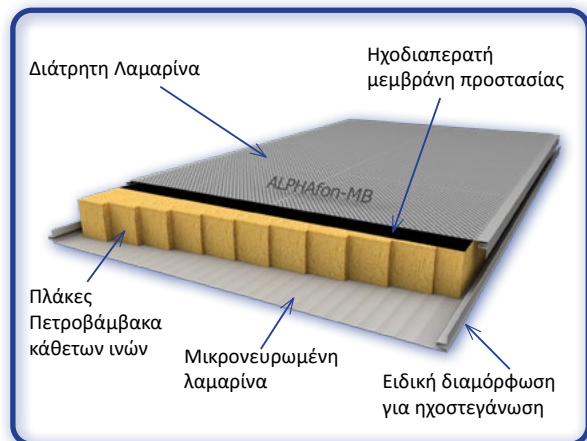 Διάτρητη Λαμαρίνα
Ηχοδιαπερατή
μεμβράνη προστασίας
ALPHAfon-MB
Πλάκες
Πετροβάμβακα
κάθετων ινών
Μικρονευρωμένη
λαμαρίνα
Ειδική διαμόρφωση
για ηχοστεγάνωση